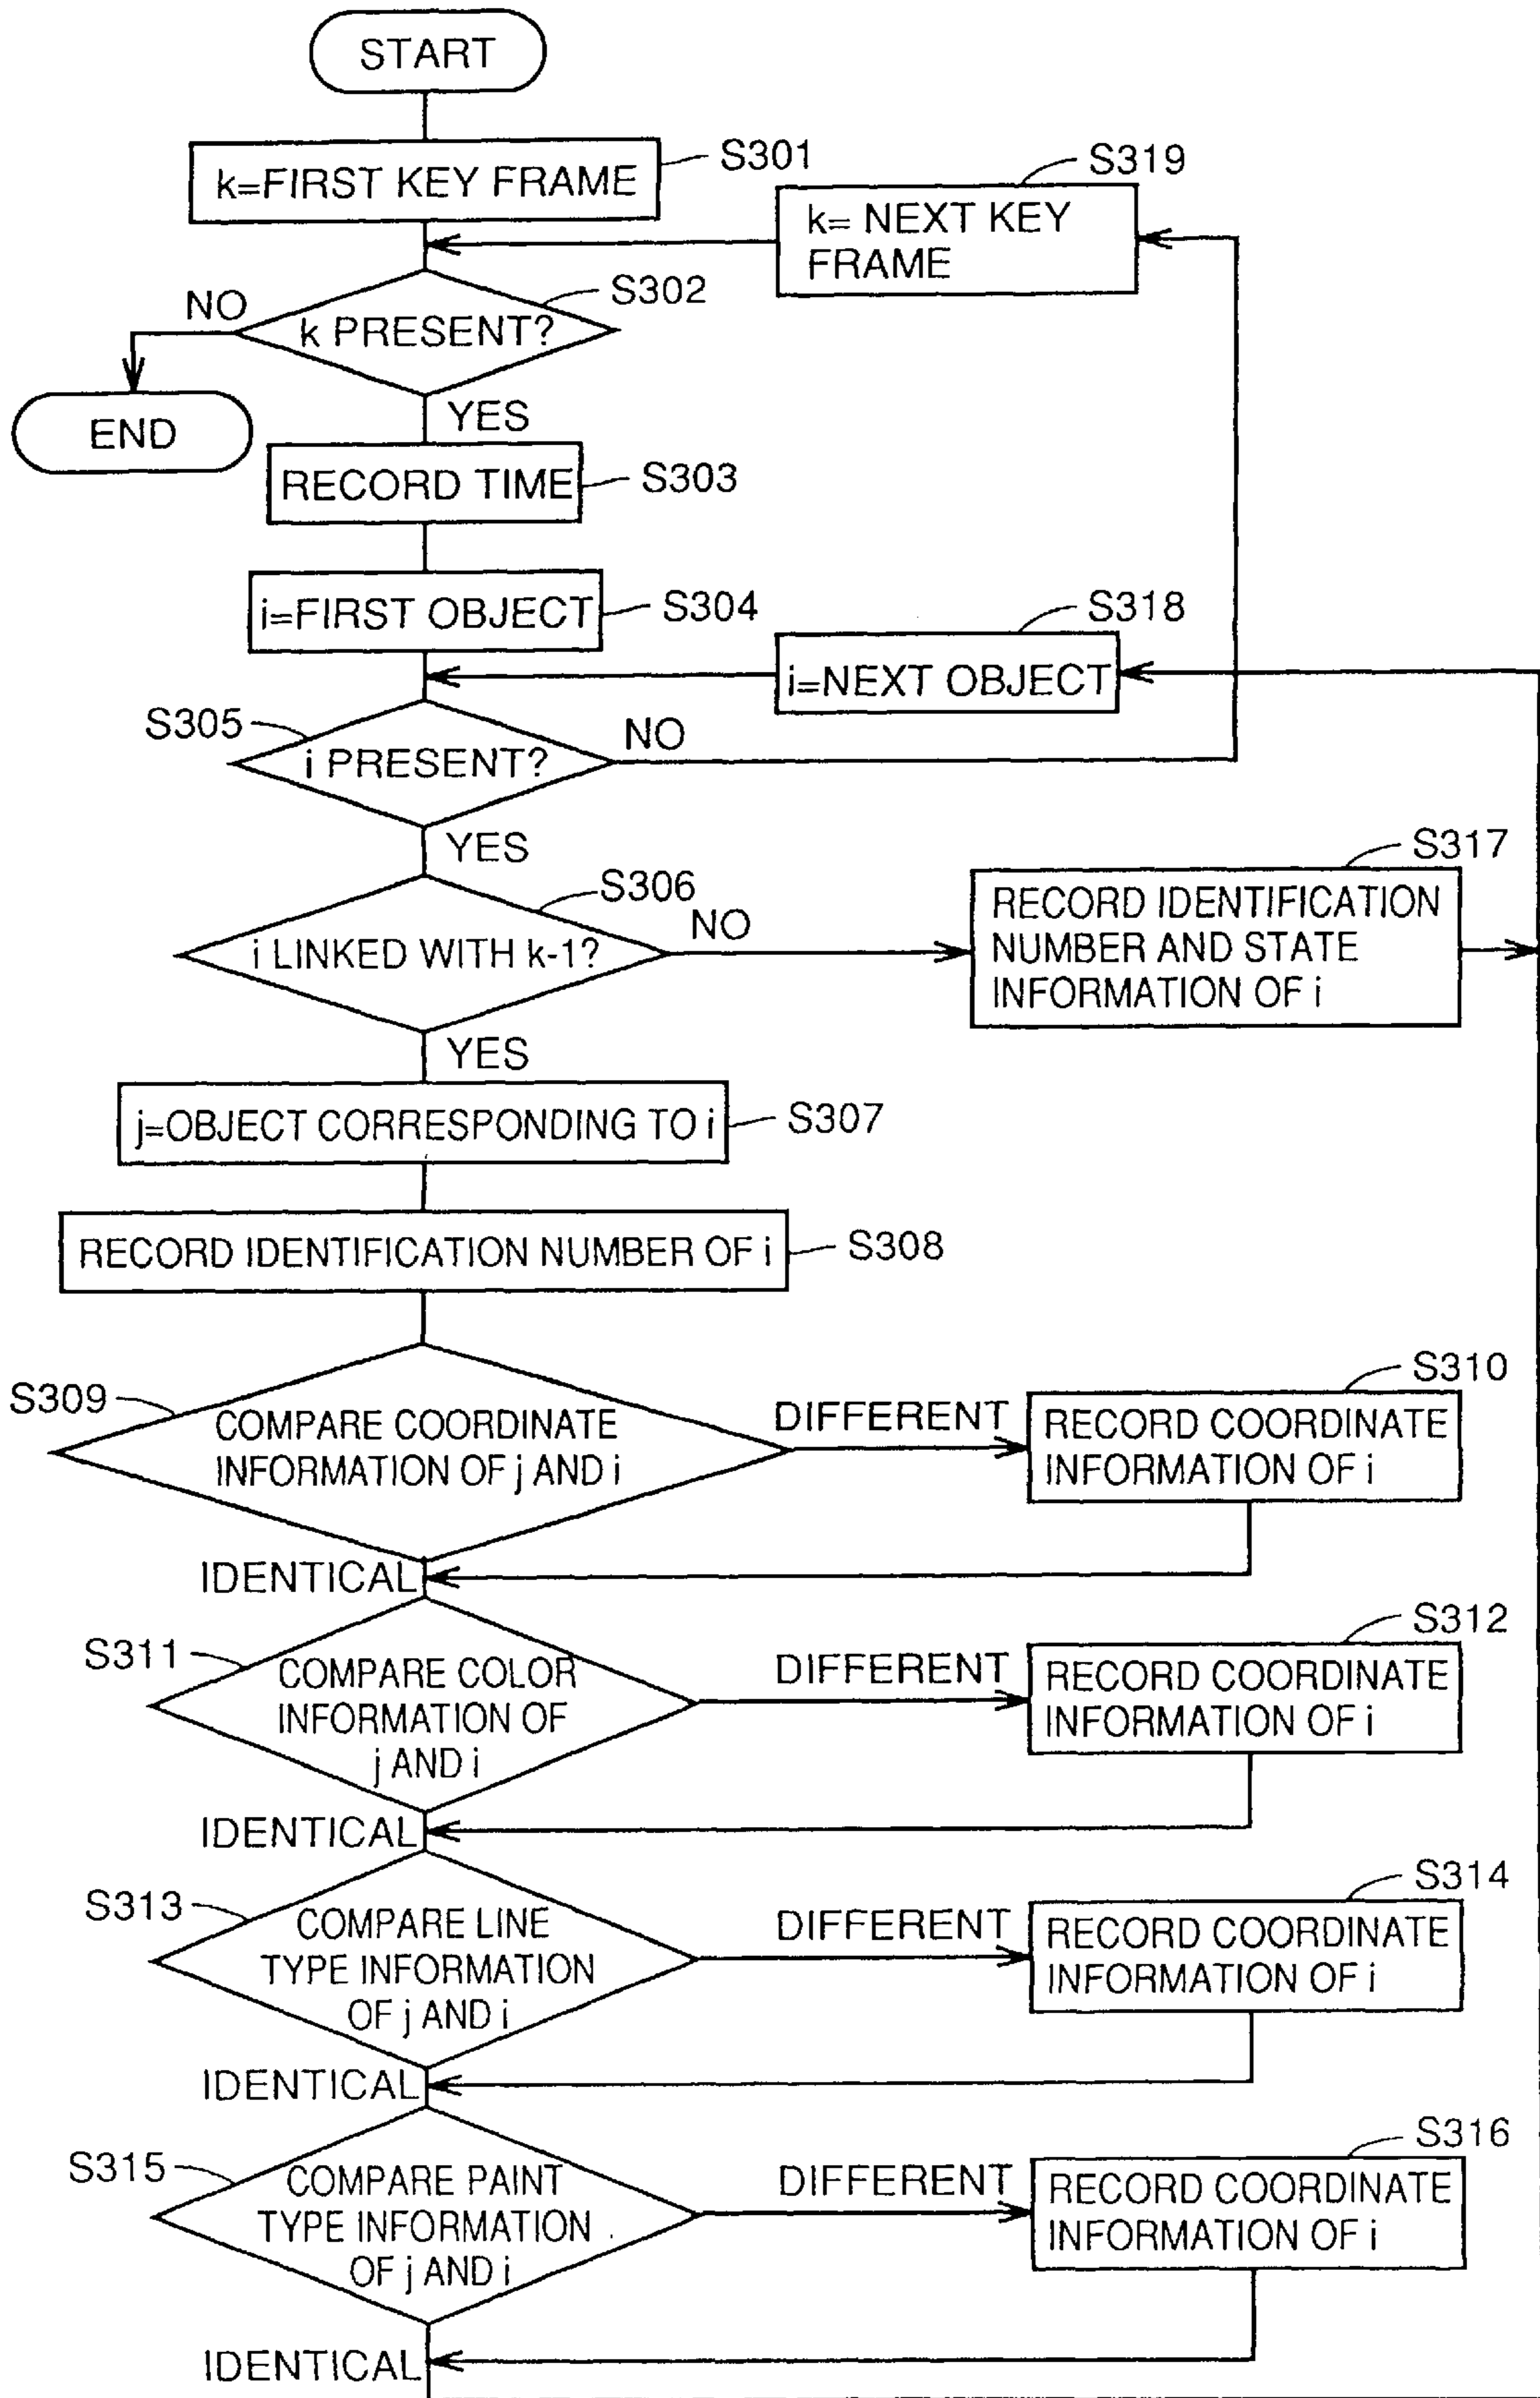 START
k=FIRST KEY FRAME
S301
k= NEXT KEY
FRAME
S319
k PRESENT?
S302
NO
END
YES
RECORD TIME
S303
i=FIRST OBJECT
S304
i=NEXT OBJECT
S318
S305
i PRESENT?
NO
YES
i LINKED WITH k-1?
S306
NO
RECORD IDENTIFICATION
NUMBER AND STATE
INFORMATION OF i
S317
YES
j=OBJECT CORRESPONDING TO i
S307
RECORD IDENTIFICATION NUMBER OF i
S308
S309
COMPARE COORDINATE
INFORMATION OF j AND i
DIFFERENT
RECORD COORDINATE
INFORMATION OF i
S310
IDENTICAL
S311
COMPARE COLOR
INFORMATION OF
j AND i
DIFFERENT
RECORD COORDINATE
INFORMATION OF i
S312
IDENTICAL
S313
COMPARE LINE
TYPE INFORMATION
OF j AND i
DIFFERENT
RECORD COORDINATE
INFORMATION OF i
S314
IDENTICAL
S315
COMPARE PAINT
TYPE INFORMATION
OF j AND i
DIFFERENT
RECORD COORDINATE
INFORMATION OF i
S316
IDENTICAL